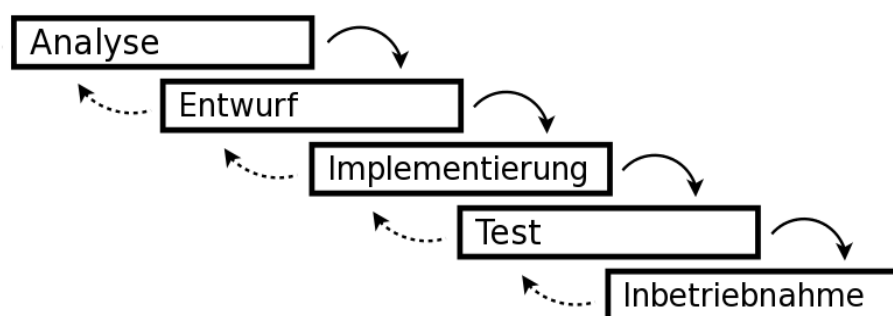 Analyse
Entwurf
Implementierung
Test
Inbetriebnahme